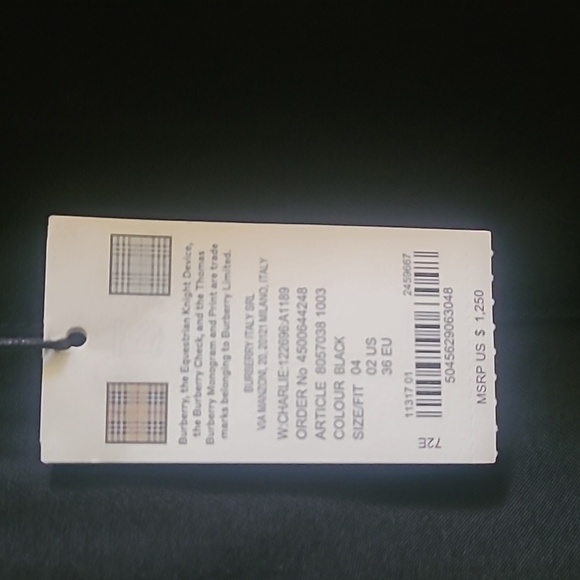 Burberry, the Equestrian Knight Device,
the Burberry Check, and the Thomas
Burberry Monogram and Print are trade
marks belonging to Burberry Limited.
BURBERRY ITALY SRL
VIA MANZONI, 20, 20121 MILANO, ITALY
W:CHARLIE:122696:A1189
ORDER No 4500644248
ARTICLE 8057038 1003
COLOUR BLACK
SIZE/FIT 04
02 US
36 EU
11317 01 2459667
5045629063048
72E
MSRP US $ 1,250